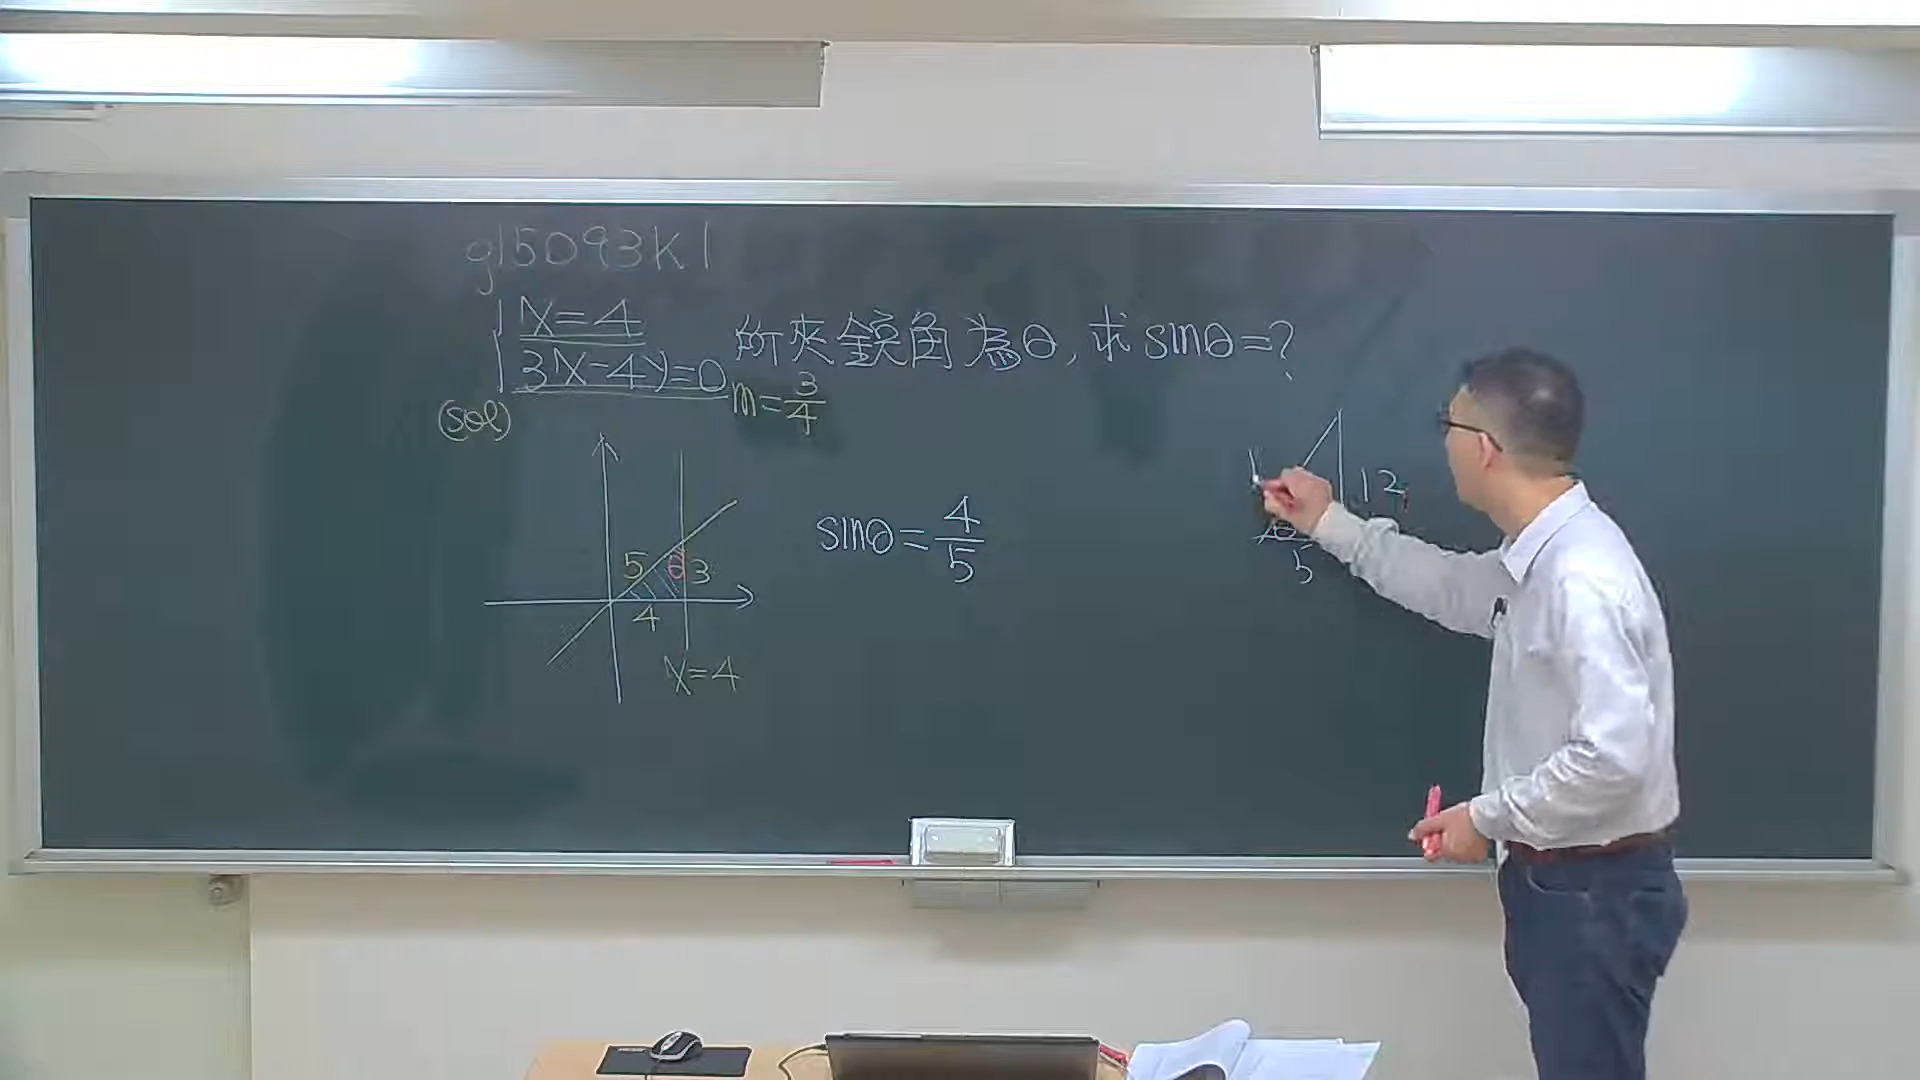 g15093K1
x=4
3x-4y=0
所夾銳角為θ, 求sinθ=?
m=3/4
(sol)
5
θ
3
4
x=4
sinθ=4/5
12
θ
5